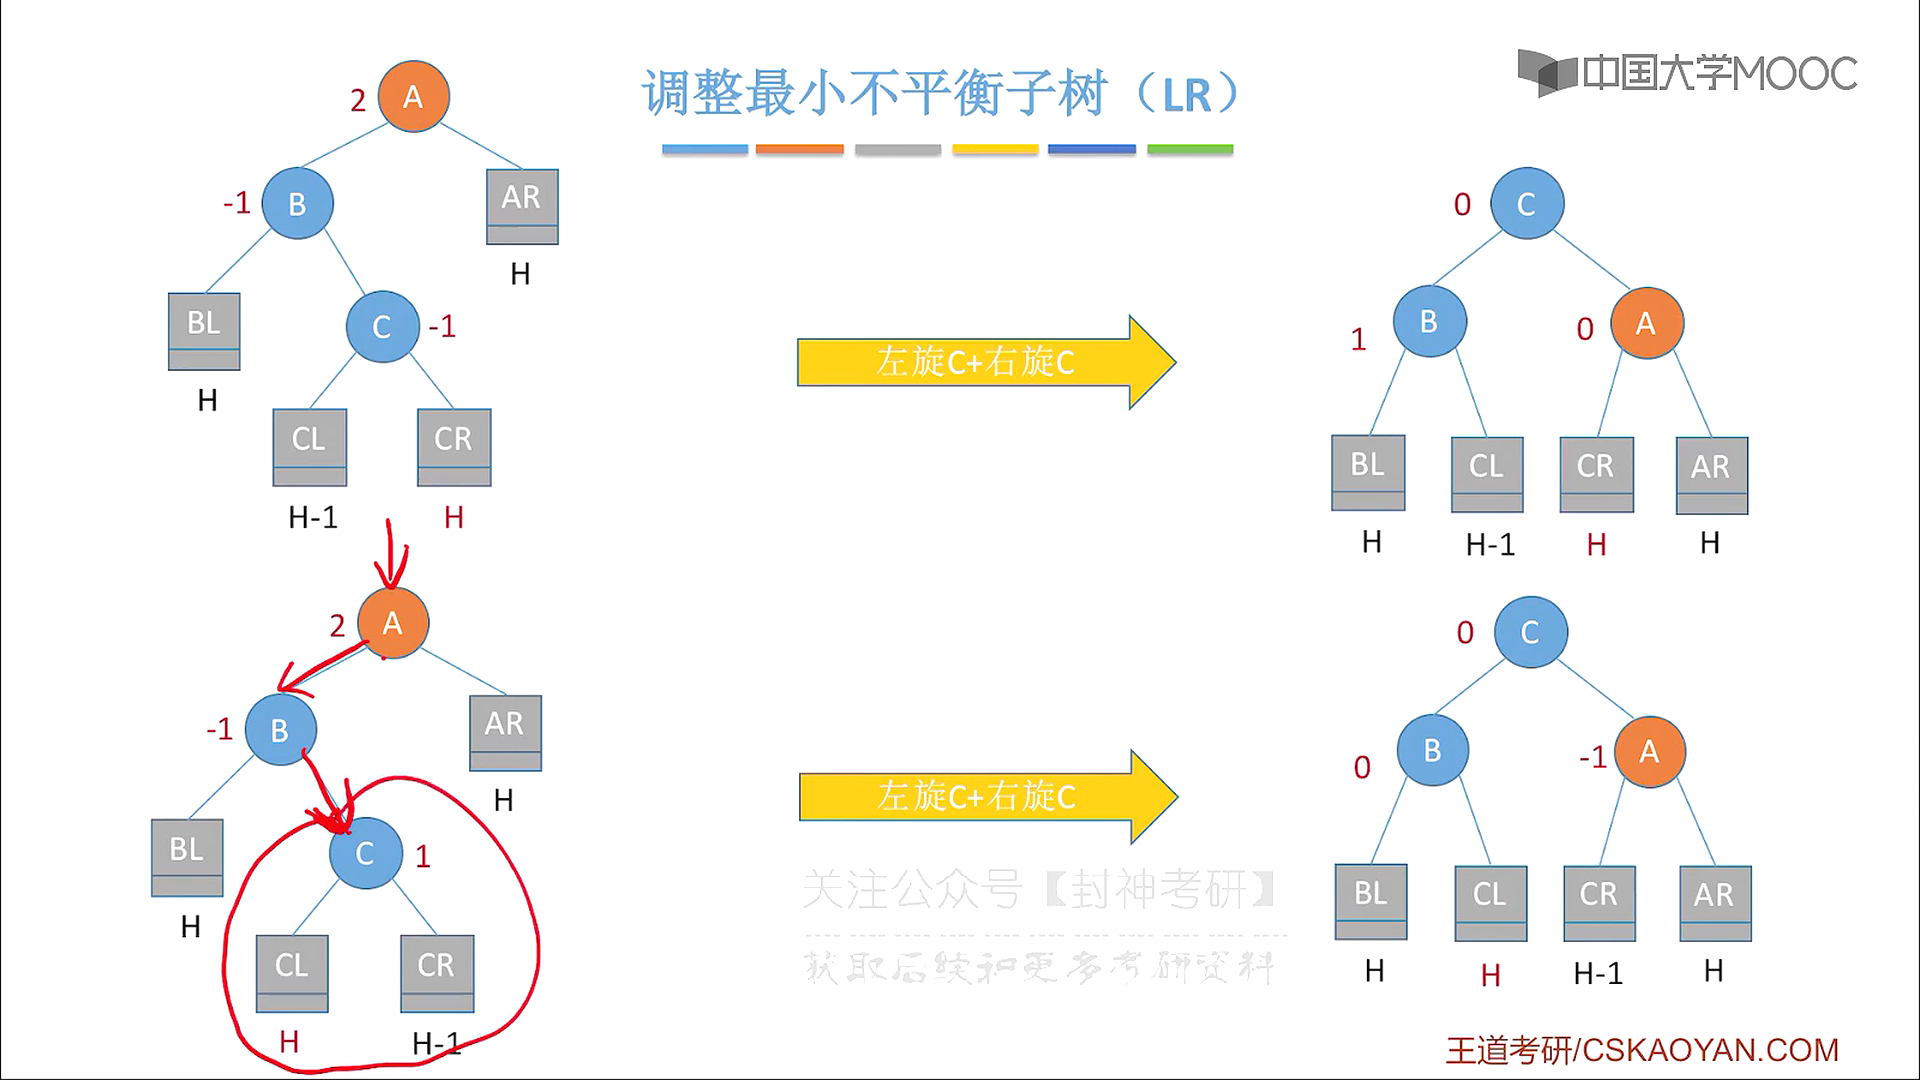 调整最小不平衡子树（LR）
中国大学MOOC
2 A
-1 B
AR
H
BL
H
C -1
CL CR
H-1 H
左旋C+右旋C
0 C
1 B
0 A
BL CL CR AR
H H-1 H H
2 A
-1 B
AR
H
BL
H
C 1
CL CR
H H-1
左旋C+右旋C
0 C
0 B
-1 A
BL CL CR AR
H H H-1 H
关注公众号【封神考研】
获取后续和更多考研资料
王道考研/CSKAOYAN.COM